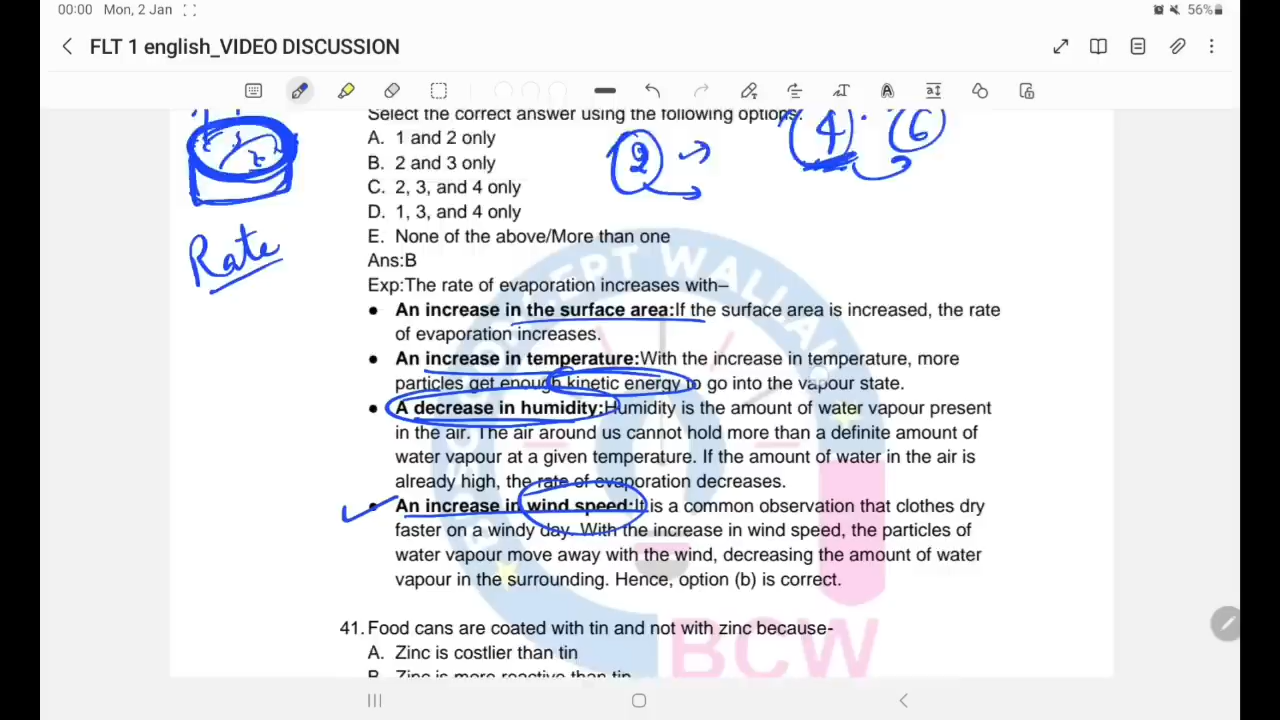 00:00 Mon, 2 Jan 56%
FLT 1 english_VIDEO DISCUSSION
Select the correct answer using the following options:
A. 1 and 2 only
B. 2 and 3 only
C. 2, 3, and 4 only
D. 1, 3, and 4 only
E. None of the above/More than one
2
4 6
Rate
Ans:B
Exp:The rate of evaporation increases with–
● An increase in the surface area:If the surface area is increased, the rate
of evaporation increases.
● An increase in temperature:With the increase in temperature, more
particles get enough kinetic energy to go into the vapour state.
● A decrease in humidity:Humidity is the amount of water vapour present
in the air. The air around us cannot hold more than a definite amount of
water vapour at a given temperature. If the amount of water in the air is
already high, the rate of evaporation decreases.
● An increase in wind speed:It is a common observation that clothes dry
faster on a windy day. With the increase in wind speed, the particles of
water vapour move away with the wind, decreasing the amount of water
vapour in the surrounding. Hence, option (b) is correct.
41. Food cans are coated with tin and not with zinc because-
A. Zinc is costlier than tin
B. Zinc is more reactive than tin
BCW